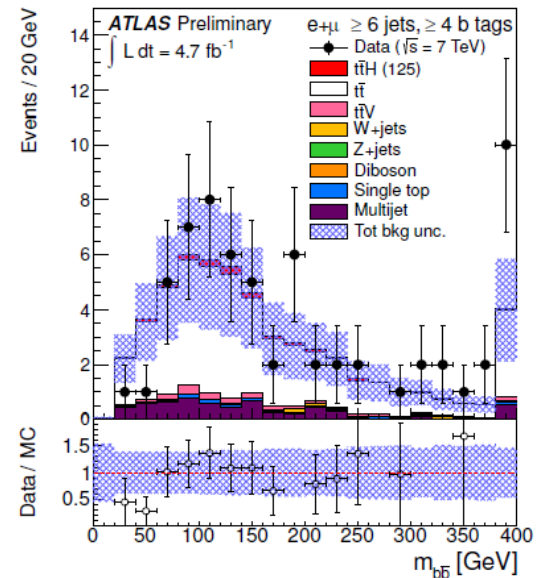 ATLAS Preliminary
∫ L dt = 4.7 fb⁻¹
e+μ ≥ 6 jets, ≥ 4 b tags
Data (√s = 7 TeV)
tt̄H (125)
tt̄
tt̄V
W+jets
Z+jets
Diboson
Single top
Multijet
Tot bkg unc.
Events / 20 GeV
18
16
14
12
10
8
6
4
2
0
Data / MC
1.5
1
0.5
0 50 100 150 200 250 300 350 400
m_bb̄ [GeV]